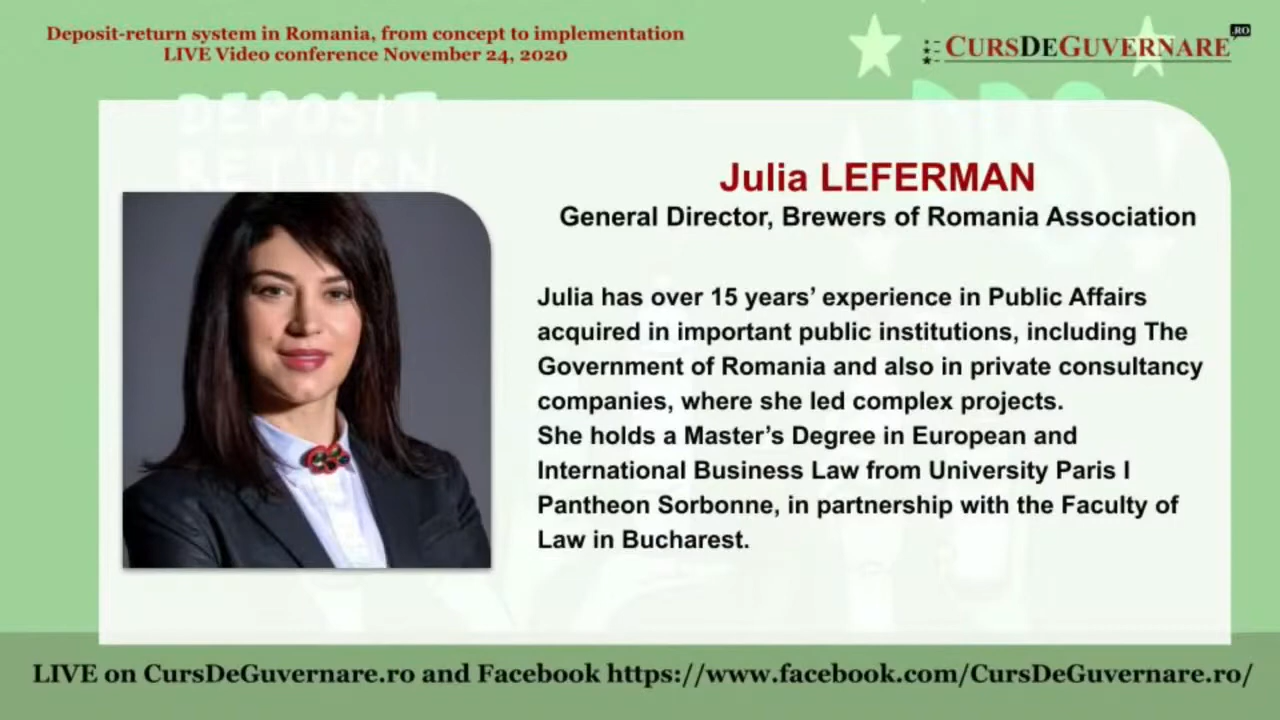 Deposit-return system in Romania, from concept to implementation
LIVE Video conference November 24, 2020
CURSDEGUVERNARE .RO
DEPOSIT
RETURN
DRS
Julia LEFERMAN
General Director, Brewers of Romania Association
Julia has over 15 years’ experience in Public Affairs
acquired in important public institutions, including The
Government of Romania and also in private consultancy
companies, where she led complex projects.
She holds a Master’s Degree in European and
International Business Law from University Paris I
Pantheon Sorbonne, in partnership with the Faculty of
Law in Bucharest.
LIVE on CursDeGuvernare.ro and Facebook https://www.facebook.com/CursDeGuvernare.ro/